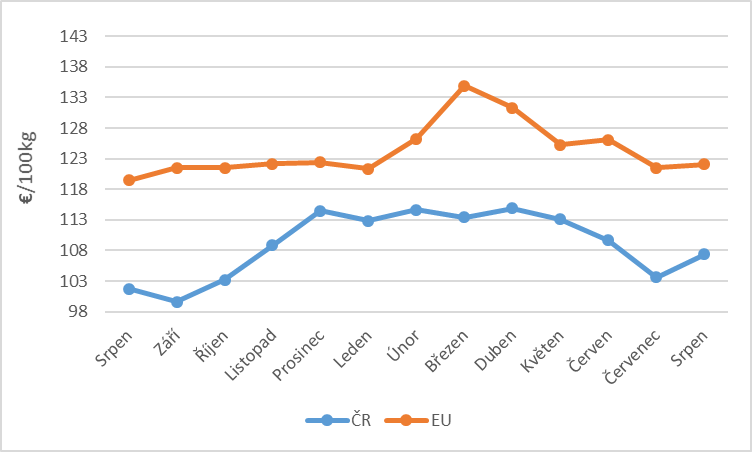 143
138
133
128
123
118
113
108
103
98
€/100kg
Srpen
Září
Říjen
Listopad
Prosinec
Leden
Únor
Březen
Duben
Květen
Červen
Červenec
Srpen
ČR
EU